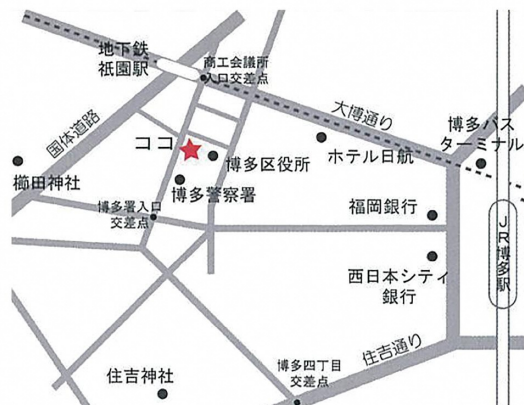 地下鉄
祇園駅
商工会議所
入口交差点
大博通り
国体道路
ココ
博多区役所
ホテル日航
博多バス
ターミナル
櫛田神社
博多警察署
博多署入口
交差点
福岡銀行
JR博多駅
西日本シティ
銀行
住吉通り
住吉神社
博多四丁目
交差点